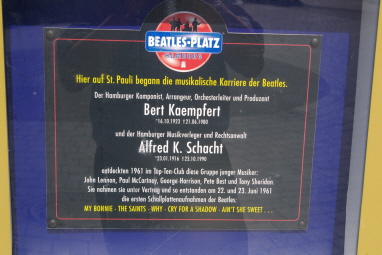 BEATLES-PLATZ
HAMBURG
Hier auf St. Pauli begann die musikalische Karriere der Beatles.
Der Hamburger Komponist, Arrangeur, Orchesterleiter und Produzent
Bert Kaempfert
*16.10.1923 †21.06.1980
und der Hamburger Musikverleger und Rechtsanwalt
Alfred K. Schacht
*23.01.1916 †25.10.1990
entdeckten 1961 im Top-Ten-Club diese Gruppe junger Musiker:
John Lennon, Paul McCartney, George Harrison, Pete Best und Tony Sheridan.
Sie nahmen sie unter Vertrag und so entstanden am 22. und 23. Juni 1961
die ersten Schallplattenaufnahmen der Beatles:
MY BONNIE - THE SAINTS - WHY - CRY FOR A SHADOW - AIN'T SHE SWEET . . .